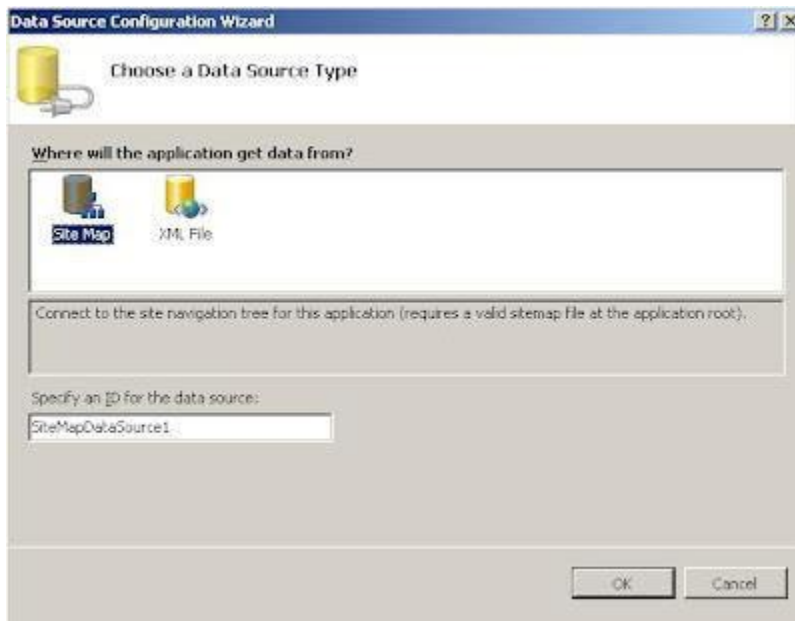 Data Source Configuration Wizard
Choose a Data Source Type
Where will the application get data from?
Site Map
XML File
Connect to the site navigation tree for this application (requires a valid sitemap file at the application root).
Specify an ID for the data source:
SiteMapDataSource1
OK
Cancel